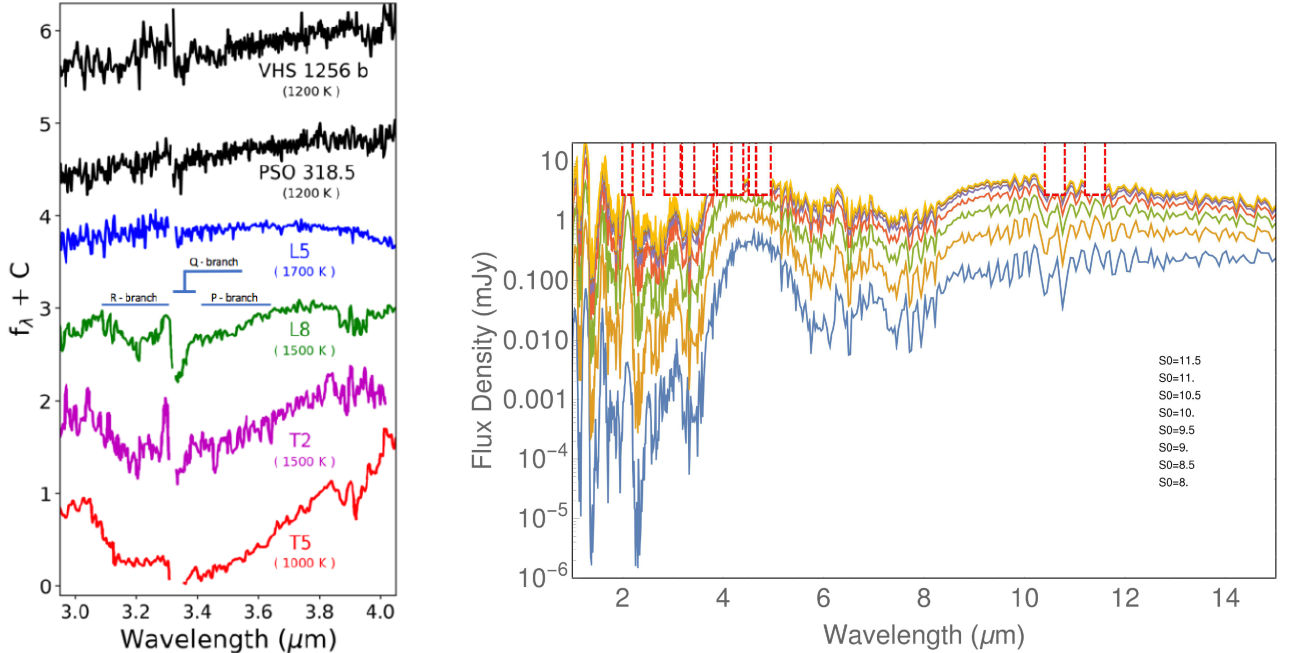 6
5
4
3
2
1
0
f_λ + C
VHS 1256 b
(1200 K)
PSO 318.5
(1200 K)
L5
(1700 K)
Q - branch
R - branch
P - branch
L8
(1500 K)
T2
(1500 K)
T5
(1000 K)
3.0 3.2 3.4 3.6 3.8 4.0
Wavelength (μm)
10
1
0.100
0.010
0.001
10⁻⁴
10⁻⁵
10⁻⁶
Flux Density (mJy)
S0=11.5
S0=11.
S0=10.5
S0=10.
S0=9.5
S0=9.
S0=8.5
S0=8.
2 4 6 8 10 12 14
Wavelength (μm)